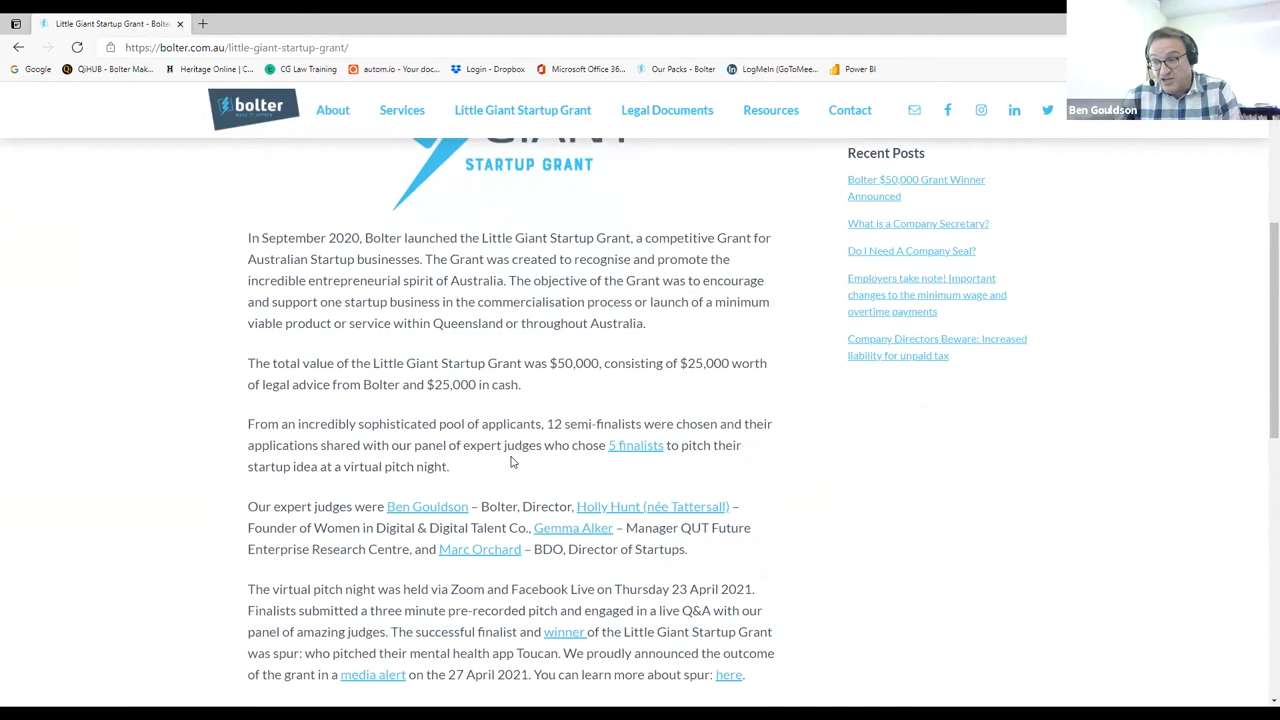 Little Giant Startup Grant - Bolte
https://bolter.com.au/little-giant-startup-grant/
Google
QiHUB - Bolter Mak...
Heritage Online | C...
CG Law Training
autom.io - Your doc...
Login - Dropbox
Microsoft Office 36...
Our Packs - Bolter
LogMeIn (GoToMee...
Power BI
Ben Gouldson
bolter
About
Services
Little Giant Startup Grant
Legal Documents
Resources
Contact
GIANT
STARTUP GRANT
In September 2020, Bolter launched the Little Giant Startup Grant, a competitive Grant for
Australian Startup businesses. The Grant was created to recognise and promote the
incredible entrepreneurial spirit of Australia. The objective of the Grant was to encourage
and support one startup business in the commercialisation process or launch of a minimum
viable product or service within Queensland or throughout Australia.
The total value of the Little Giant Startup Grant was $50,000, consisting of $25,000 worth
of legal advice from Bolter and $25,000 in cash.
From an incredibly sophisticated pool of applicants, 12 semi-finalists were chosen and their
applications shared with our panel of expert judges who chose 5 finalists to pitch their
startup idea at a virtual pitch night.
Our expert judges were Ben Gouldson – Bolter, Director, Holly Hunt (née Tattersall) –
Founder of Women in Digital & Digital Talent Co., Gemma Alker – Manager QUT Future
Enterprise Research Centre, and Marc Orchard – BDO, Director of Startups.
The virtual pitch night was held via Zoom and Facebook Live on Thursday 23 April 2021.
Finalists submitted a three minute pre-recorded pitch and engaged in a live Q&A with our
panel of amazing judges. The successful finalist and winner of the Little Giant Startup Grant
was spur: who pitched their mental health app Toucan. We proudly announced the outcome
of the grant in a media alert on the 27 April 2021. You can learn more about spur: here.
Recent Posts
Bolter $50,000 Grant Winner
Announced
What is a Company Secretary?
Do I Need A Company Seal?
Employers take note! Important
changes to the minimum wage and
overtime payments
Company Directors Beware: Increased
liability for unpaid tax